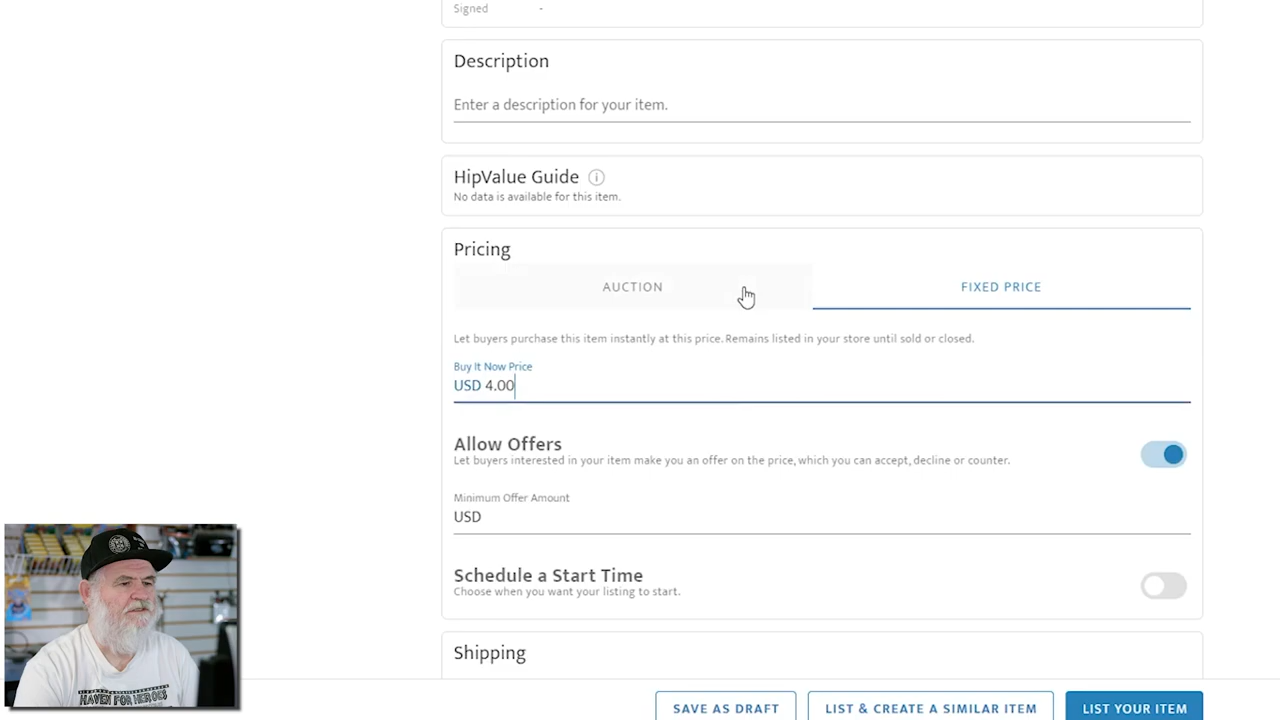 Signed -
Description
Enter a description for your item.
HipValue Guide
No data is available for this item.
Pricing
AUCTION FIXED PRICE
Let buyers purchase this item instantly at this price. Remains listed in your store until sold or closed.
Buy It Now Price
USD 4.00
Allow Offers
Let buyers interested in your item make you an offer on the price, which you can accept, decline or counter.
Minimum Offer Amount
USD
Schedule a Start Time
Choose when you want your listing to start.
Shipping
SAVE AS DRAFT LIST & CREATE A SIMILAR ITEM LIST YOUR ITEM
HAVEN FOR HEROES